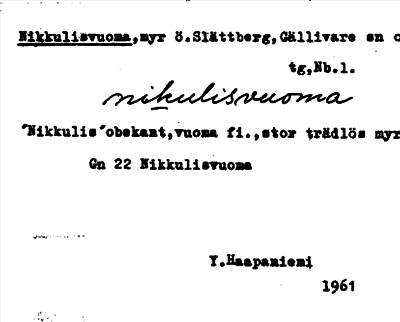 Nikkulisvuoma,myr ö.Slättberg,Gällivare sn o
tg,Nb.l.
nikulisvuoma
"Nikkulis"obekant,vuoma fi.,stor trädlös myr
Gn 22 Nikkulisvuoma
Y.Haapaniemi
1961